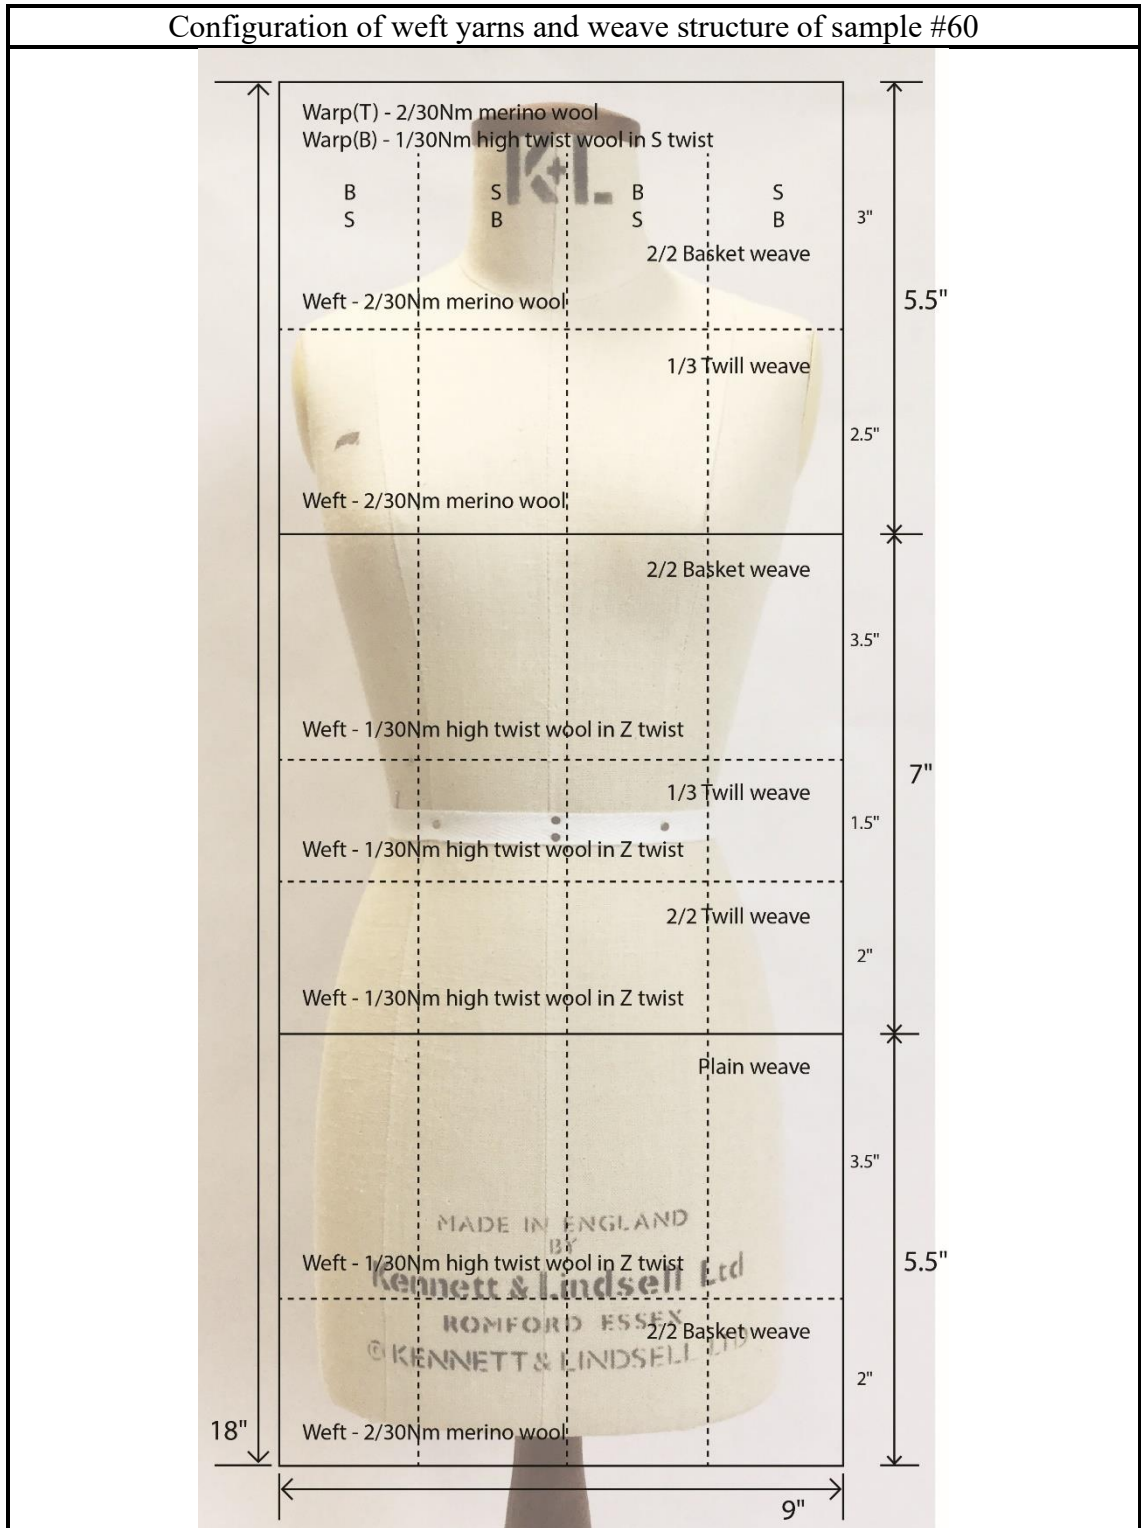 Configuration of weft yarns and weave structure of sample #60
Warp(T) - 2/30Nm merino wool
Warp(B) - 1/30Nm high twist wool in S twist
K+L
B S B S
S B S B
3"
2/2 Basket weave
Weft - 2/30Nm merino wool
5.5"
1/3 Twill weave
2.5"
Weft - 2/30Nm merino wool
2/2 Basket weave
3.5"
Weft - 1/30Nm high twist wool in Z twist
7"
1/3 Twill weave
1.5"
Weft - 1/30Nm high twist wool in Z twist
2/2 Twill weave
2"
Weft - 1/30Nm high twist wool in Z twist
Plain weave
3.5"
MADE IN ENGLAND
BY
Weft - 1/30Nm high twist wool in Z twist
5.5"
Kennett & Lindsell Ltd
ROMFORD ESSEX
2/2 Basket weave
© KENNETT & LINDSELL LTD
2"
18"
Weft - 2/30Nm merino wool
9"